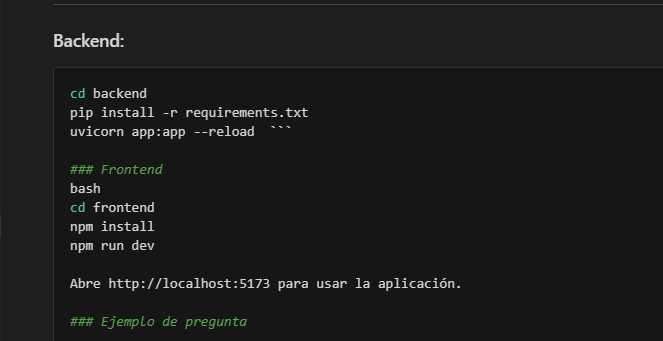 Backend:
cd backend
pip install -r requirements.txt
uvicorn app:app --reload  ```
### Frontend
bash
cd frontend
npm install
npm run dev
Abre http://localhost:5173 para usar la aplicación.
### Ejemplo de pregunta